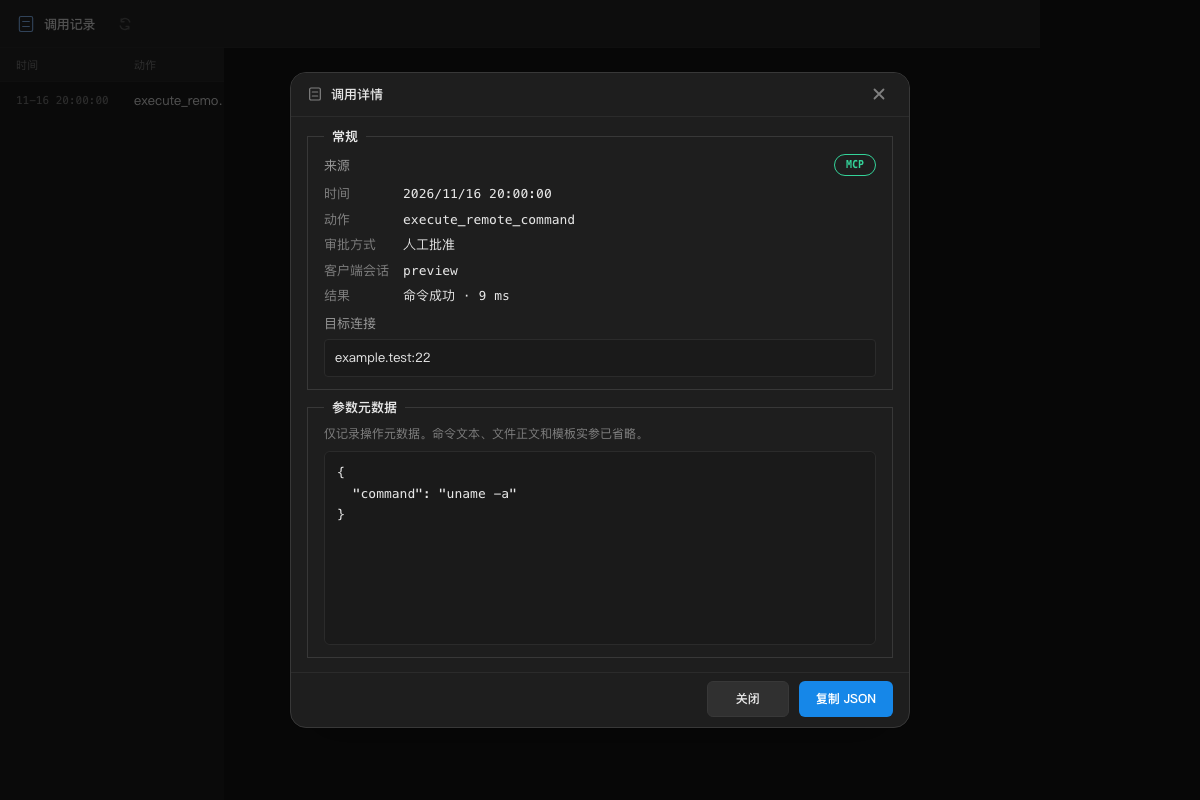 调用记录
时间 动作
11-16 20:00:00 execute_remo.
调用详情
常规
来源 MCP
时间 2026/11/16 20:00:00
动作 execute_remote_command
审批方式 人工批准
客户端会话 preview
结果 命令成功 · 9 ms
目标连接
example.test:22
参数元数据
仅记录操作元数据。命令文本、文件正文和模板实参已省略。
{
  "command": "uname -a"
}
关闭 复制 JSON